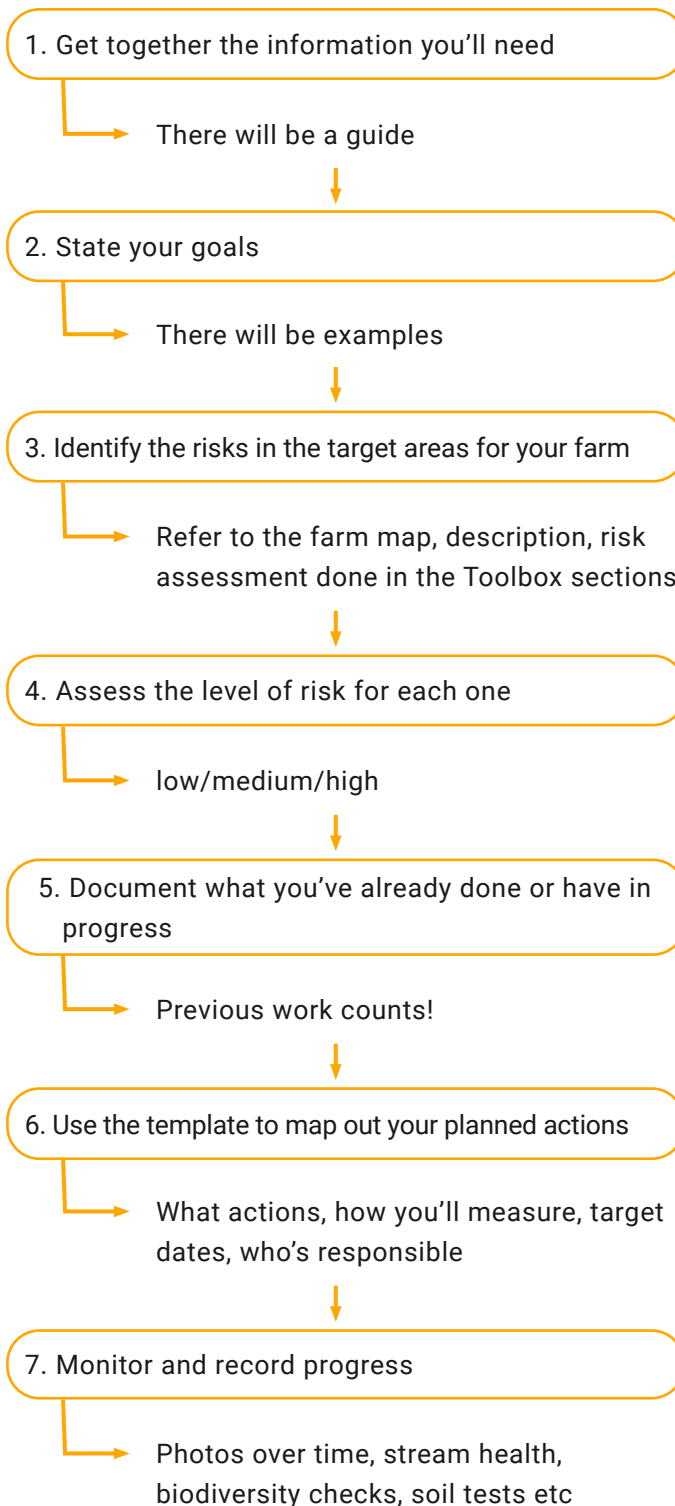 1. Get together the information you’ll need
There will be a guide
2. State your goals
There will be examples
3. Identify the risks in the target areas for your farm
Refer to the farm map, description, risk
assessment done in the Toolbox sections
4. Assess the level of risk for each one
low/medium/high
5. Document what you’ve already done or have in
progress
Previous work counts!
6. Use the template to map out your planned actions
What actions, how you’ll measure, target
dates, who’s responsible
7. Monitor and record progress
Photos over time, stream health,
biodiversity checks, soil tests etc